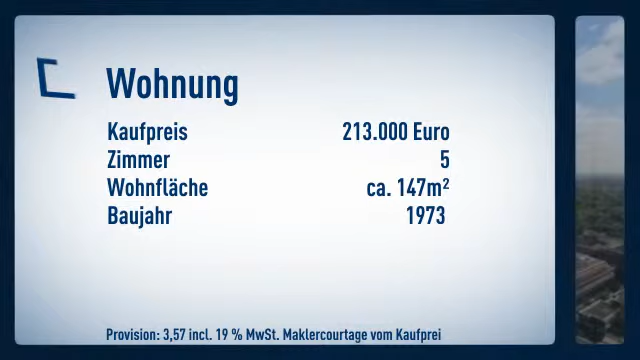 Wohnung
Kaufpreis 213.000 Euro
Zimmer 5
Wohnfläche ca. 147m²
Baujahr 1973
Provision: 3,57 incl. 19 % MwSt. Maklercourtage vom Kaufprei